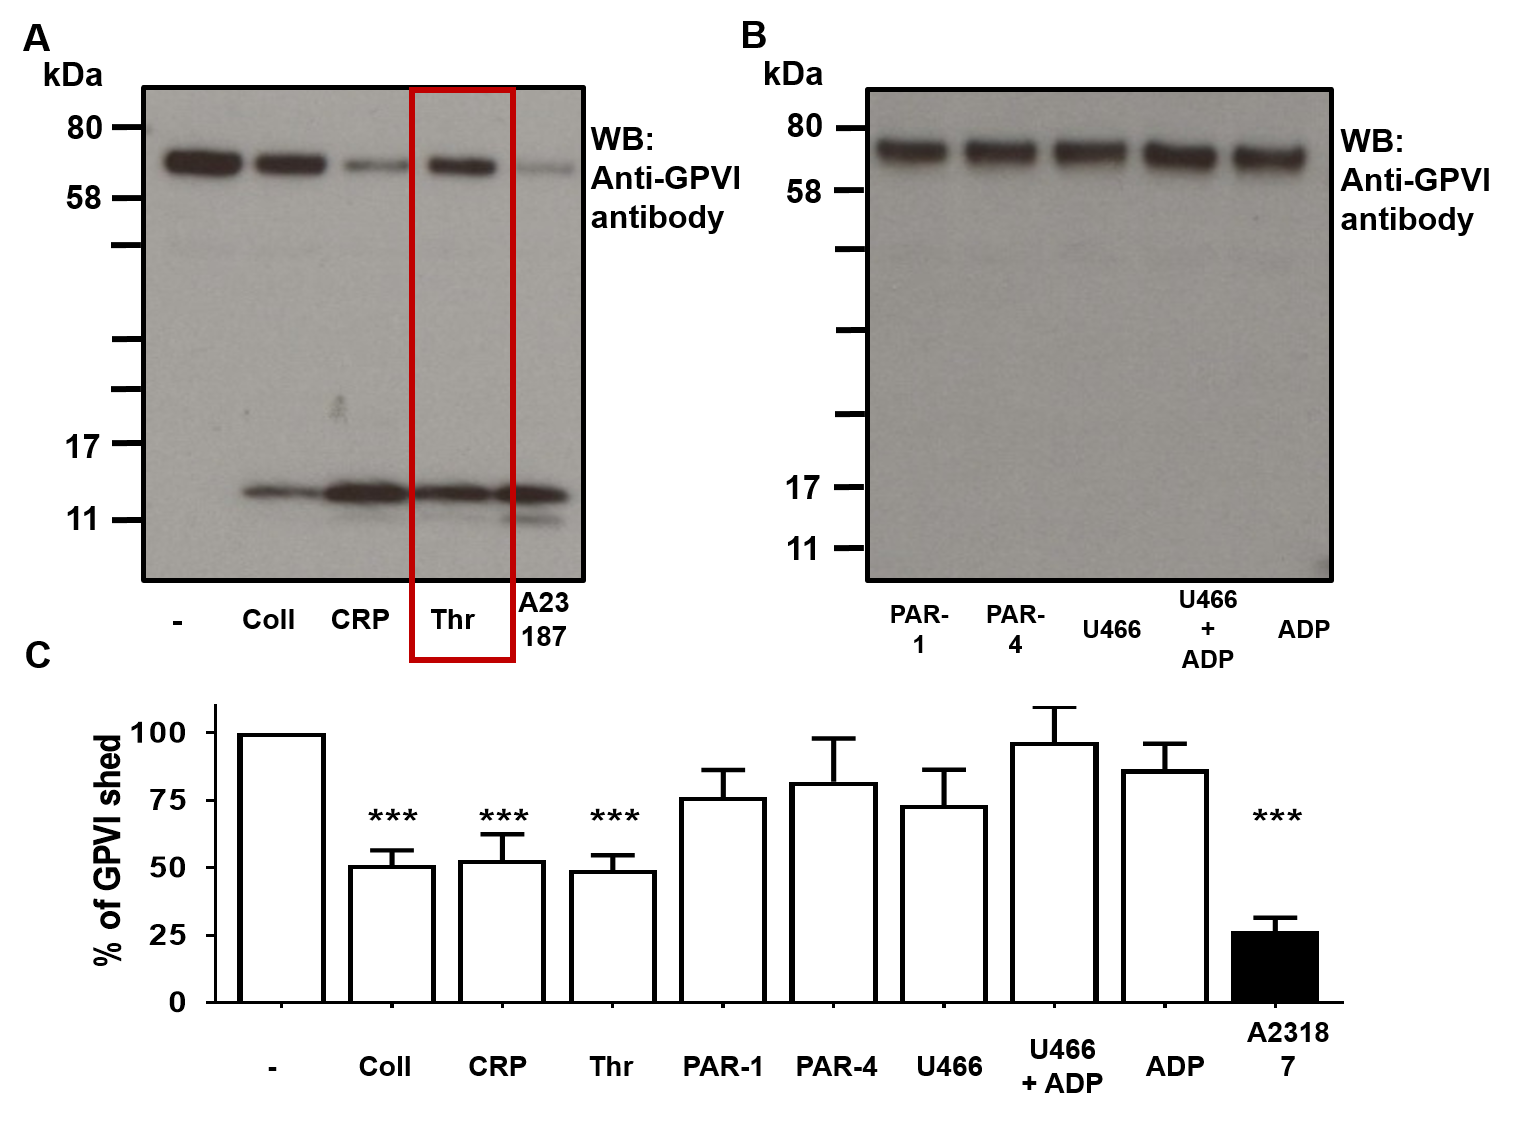 A
kDa
80
58
17
11
WB:
Anti-GPVI
antibody
-
Coll
CRP
Thr
A23
187
B
kDa
80
58
17
11
WB:
Anti-GPVI
antibody
PAR-
1
PAR-
4
U466
U466
+
ADP
ADP
C
% of GPVI shed
100
75
50
25
0
***
***
***
***
-
Coll
CRP
Thr
PAR-1
PAR-4
U466
U466
+ ADP
ADP
A2318
7